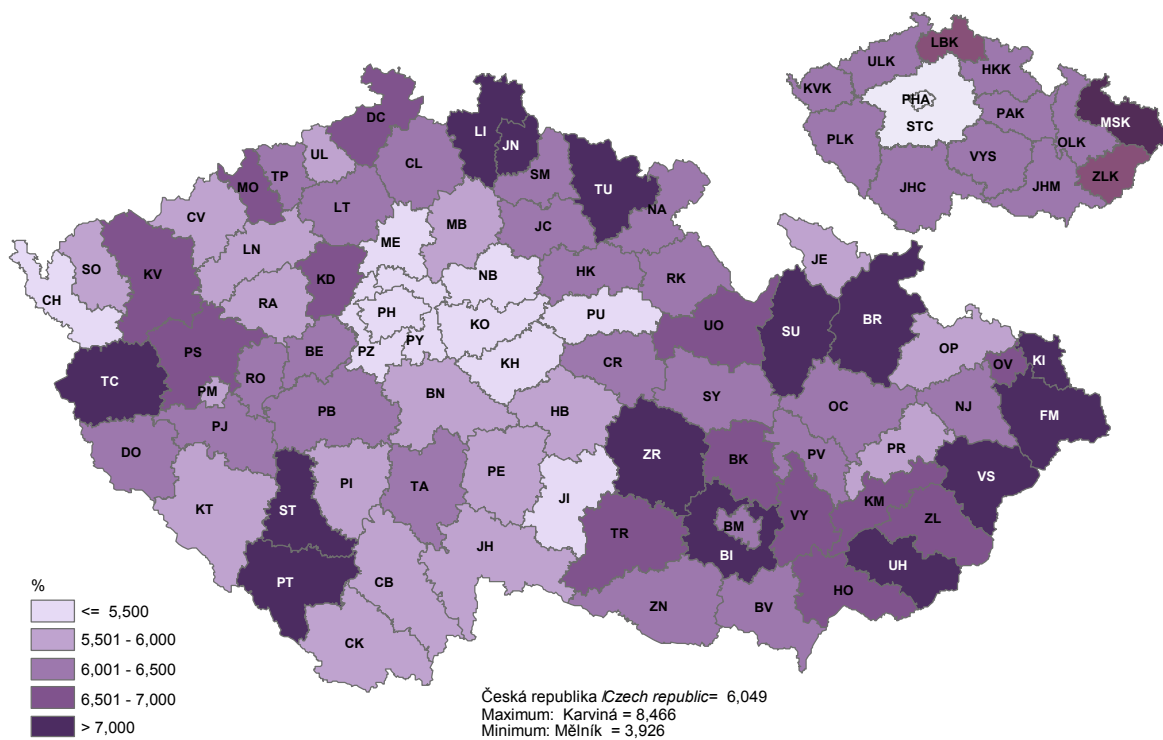 LBK
ULK
HKK
KVK
PHA
PAK
MSK
STC
PLK
OLK
VYS
ZLK
JHC
JHM
DC
LI
JN
UL
CL
SM
MO
TP
TU
NA
LT
CV
MB
JC
ME
LN
SO
KV
JE
KD
NB
HK
RK
CH
RA
PH
KO
PU
SU
BR
UO
PS
BE
PZ
PY
OP
KH
CR
OV
KI
TC
RO
PM
BN
SY
OC
NJ
FM
PB
HB
PJ
DO
PR
ZR
BK
PV
PE
VS
PI
TA
JI
KT
ST
KM
ZL
BM
VY
TR
BI
JH
UH
PT
CB
HO
ZN
BV
CK
%
<= 5,500
5,501 - 6,000
6,001 - 6,500
6,501 - 7,000
> 7,000
Česká republika /Czech republic= 6,049
Maximum: Karviná = 8,466
Minimum: Mělník = 3,926